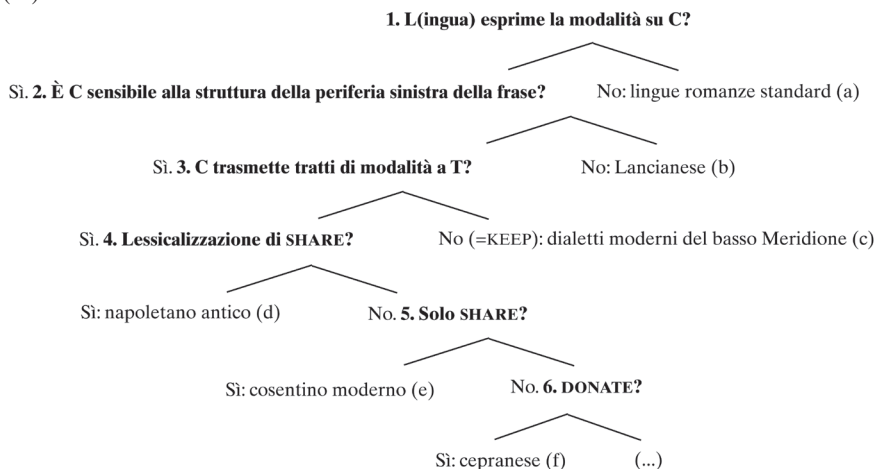 1. L(ingua) esprime la modalità su C?
Sì. 2. È C sensibile alla struttura della periferia sinistra della frase?
No: lingue romanze standard (a)
Sì. 3. C trasmette tratti di modalità a T?
No: Lancianese (b)
Sì. 4. Lessicalizzazione di SHARE?
No (=KEEP): dialetti moderni del basso Meridione (c)
Sì: napoletano antico (d)
No. 5. Solo SHARE?
Sì: cosentino moderno (e)
No. 6. DONATE?
Sì: cepranese (f)
(...)